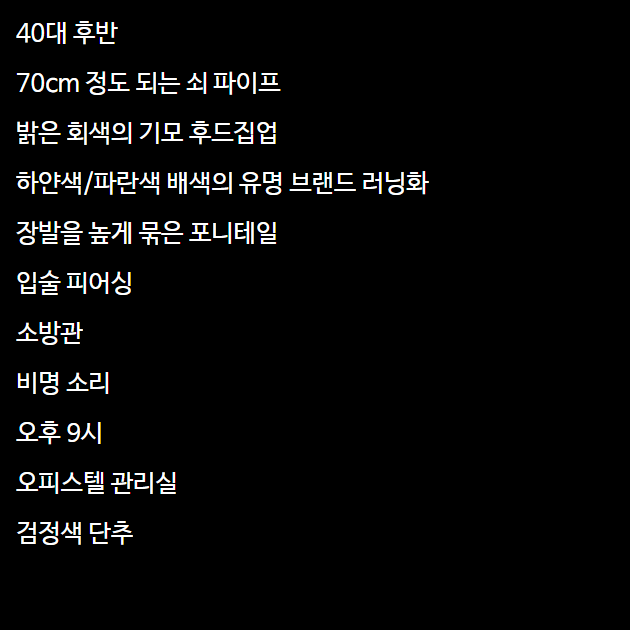 40대 후반
70cm 정도 되는 쇠 파이프
밝은 회색의 기모 후드집업
하얀색/파란색 배색의 유명 브랜드 러닝화
장발을 높게 묶은 포니테일
입술 피어싱
소방관
비명 소리
오후 9시
오피스텔 관리실
검정색 단추